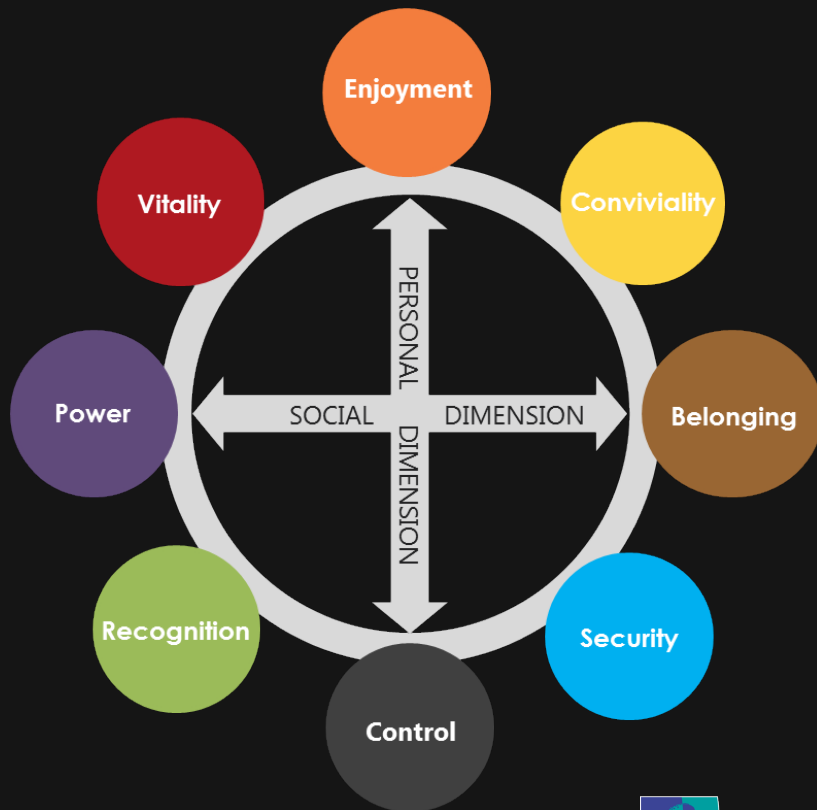 Enjoyment
Vitality
Conviviality
PERSONAL DIMENSION
Power
SOCIAL DIMENSION
Belonging
Recognition
Security
Control